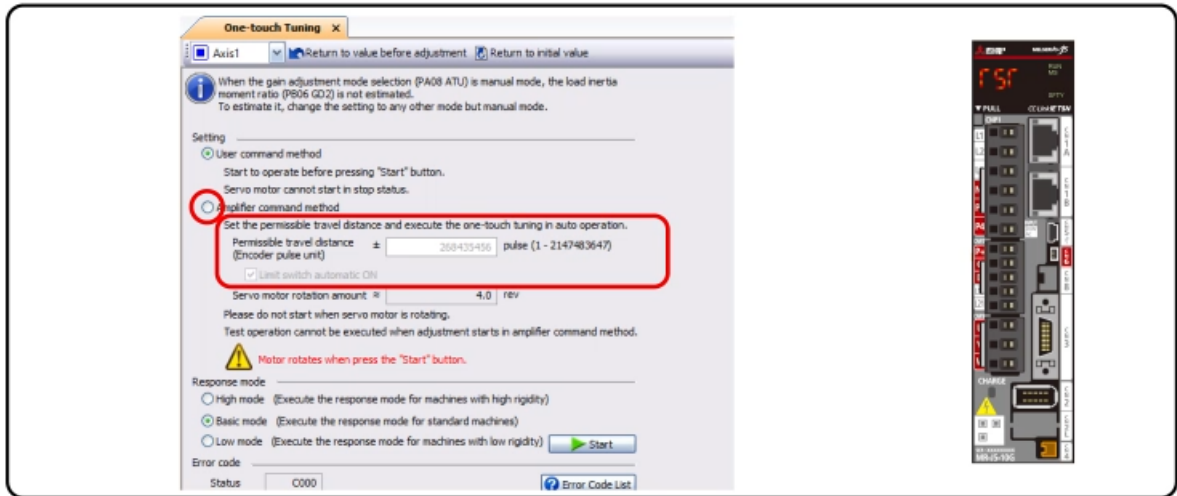 One-touch Tuning X
Axis1 Return to value before adjustment Return to initial value
When the gain adjustment mode selection (PA08 ATU) is manual mode, the load inertia
moment ratio (PB06 GD2) is not estimated.
To estimate it, change the setting to any other mode but manual mode.
Setting
User command method
Start to operate before pressing "Start" button.
Servo motor cannot start in stop status.
Amplifier command method
Set the permissible travel distance and execute the one-touch tuning in auto operation.
Permissible travel distance ± 268435456 pulse (1 - 2147483647)
(Encoder pulse unit)
Limit switch automatic ON
Servo motor rotation amount ≈ 4.0 rev
Please do not start when servo motor is rotating.
Test operation cannot be executed when adjustment starts in amplifier command method.
Motor rotates when press the "Start" button.
Response mode
High mode (Execute the response mode for machines with high rigidity)
Basic mode (Execute the response mode for standard machines)
Low mode (Execute the response mode for machines with low rigidity) Start
Error code
Status C000 Error Code List
PULL
CHARGE
MR-J5-10G